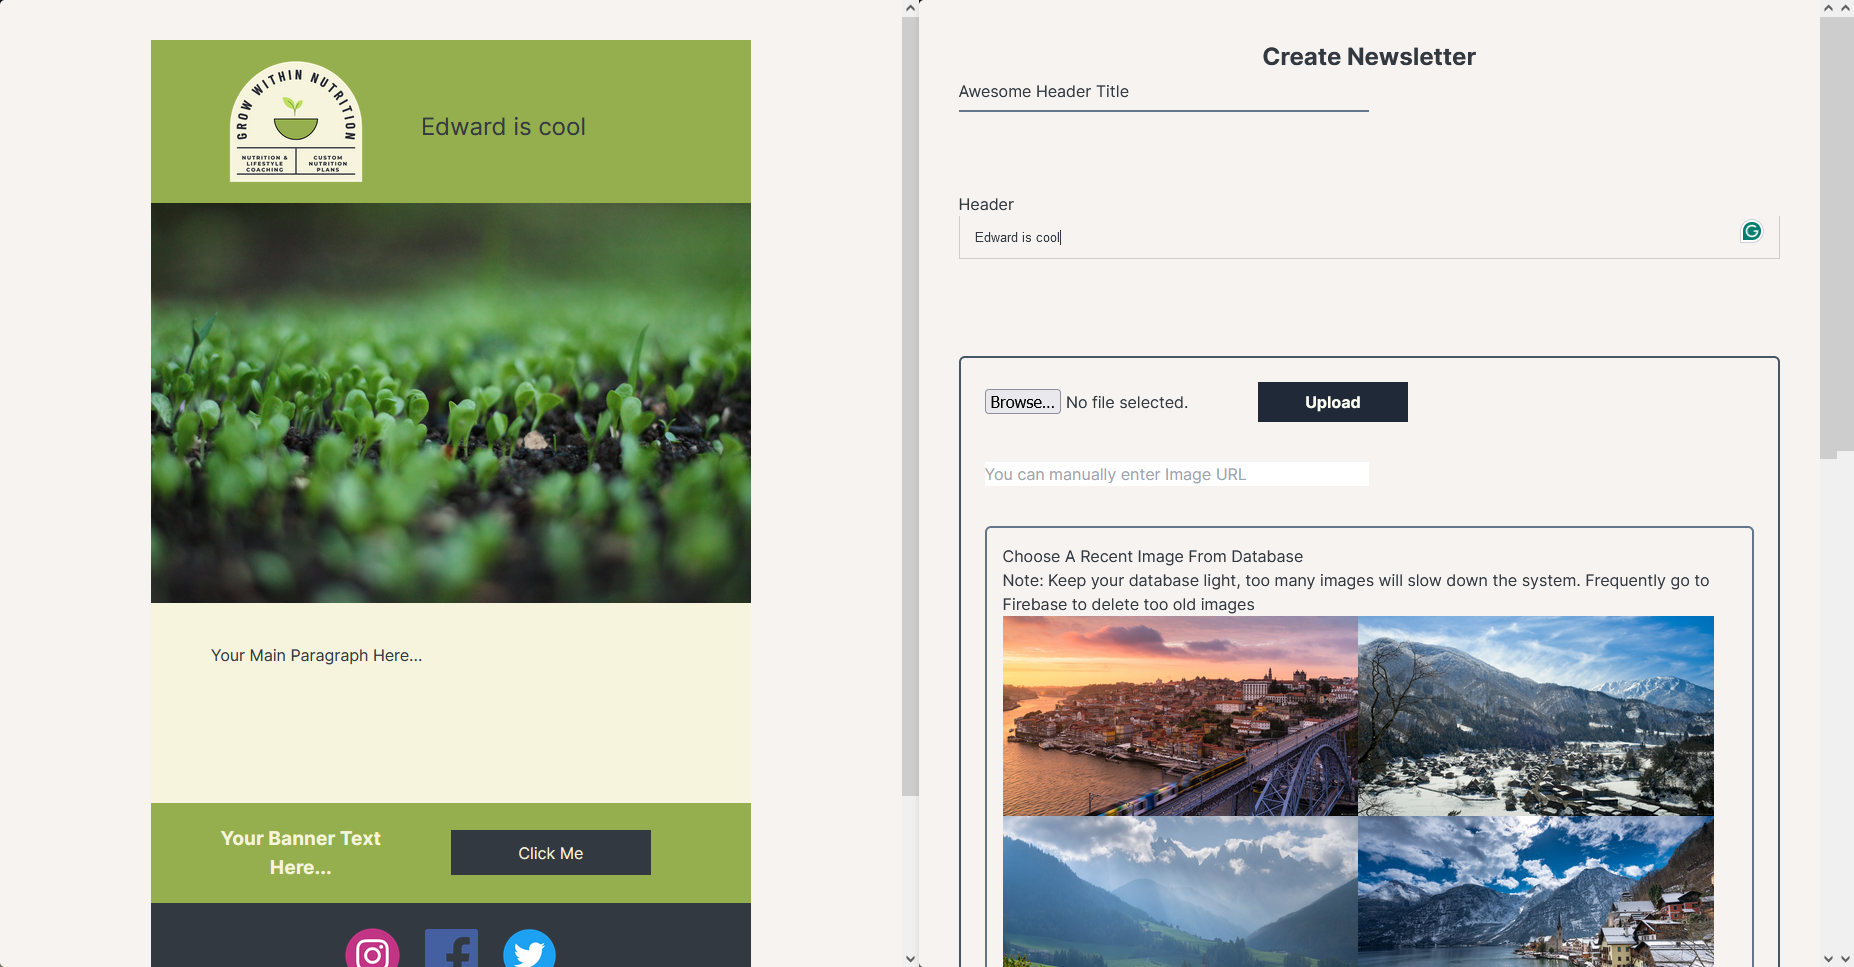 GROW WITHIN NUTRITION
NUTRITION &
LIFESTYLE
COACHING
CUSTOM
NUTRITION
PLANS
Edward is cool
Your Main Paragraph Here...
Your Banner Text
Here...
Click Me
Create Newsletter
Awesome Header Title
Header
Edward is cool
Browse... No file selected.
Upload
You can manually enter Image URL
Choose A Recent Image From Database
Note: Keep your database light, too many images will slow down the system. Frequently go to
Firebase to delete too old images